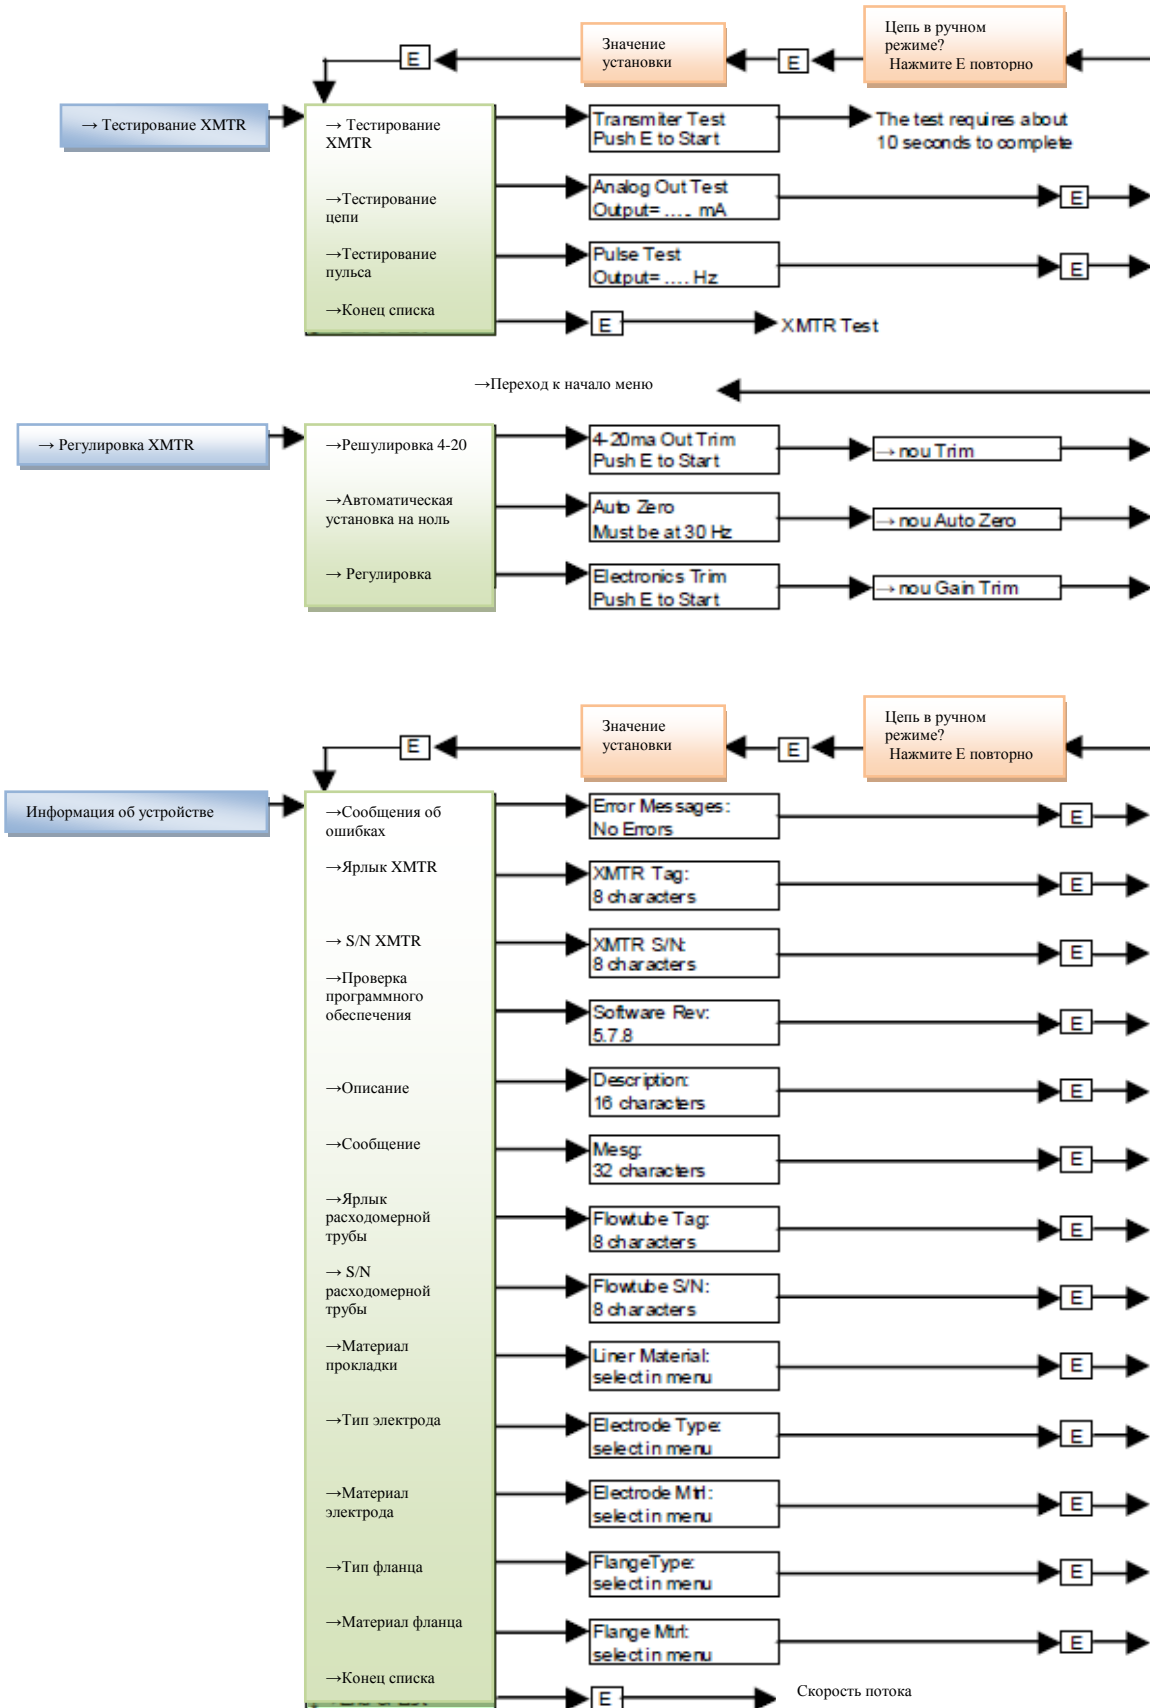 E
Значение
установки
E
Цепь в ручном
режиме?
Нажмите E повторно
→ Тестирование XMTR
→ Тестирование
XMTR
→Тестирование
цепи
→Тестирование
пульса
→Конец списка
Transmiter Test
Push E to Start
The test requires about
10 seconds to complete
Analog Out Test
Output= ..... mA
E
Pulse Test
Output= .... Hz
E
E
XMTR Test
→Переход к начало меню
→ Регулировка XMTR
→Решулировка 4-20
→Автоматическая
установка на ноль
→ Регулировка
4-20ma Out Trim
Push E to Start
→ nou Trim
Auto Zero
Must be at 30 Hz
→ nou Auto Zero
Electronics Trim
Push E to Start
→ nou Gain Trim
E
Значение
установки
E
Цепь в ручном
режиме?
Нажмите E повторно
Информация об устройстве
→Сообщения об
ошибках
→Ярлык XMTR
→ S/N XMTR
→Проверка
программного
обеспечения
→Описание
→Сообщение
→Ярлык
расходомерной
трубы
→ S/N
расходомерной
трубы
→Материал
прокладки
→Тип электрода
→Материал
электрода
→Тип фланца
→Материал фланца
→Конец списка
Error Messages:
No Errors
E
XMTR Tag:
8 characters
E
XMTR S/N:
8 characters
E
Software Rev:
5.7.8
E
Description:
16 characters
E
Mesg:
32 characters
E
Flowtube Tag:
8 characters
E
Flowtube S/N:
8 characters
E
Liner Material:
select in menu
E
Electrode Type:
select in menu
E
Electrode Mtrl:
select in menu
E
FlangeType:
select in menu
E
Flange Mtrl:
select in menu
E
E
Скорость потока